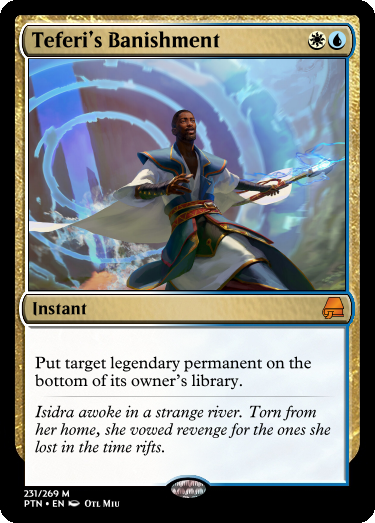 Teferi's Banishment
Instant
Put target legendary permanent on the
bottom of its owner's library.
Isidra awoke in a strange river. Torn from
her home, she vowed revenge for the ones she
lost in the time rifts.
231/269 M
PTN • EN Otl Miu